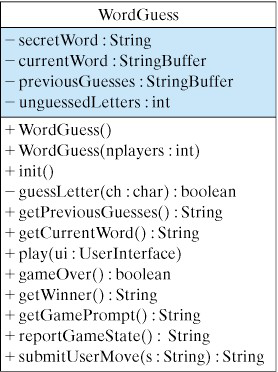 WordGuess
− secretWord : String
− currentWord : StringBuffer
− previousGuesses : StringBuffer
− unguessedLetters : int
+ WordGuess()
+ WordGuess(nplayers : int)
+ init()
− guessLetter(ch : char) : boolean
+ getPreviousGuesses() : String
+ getCurrentWord() : String
+ play(ui : UserInterface)
+ gameOver() : boolean
+ getWinner() : String
+ getGamePrompt() : String
+ reportGameState() : String
+ submitUserMove(s : String) : String